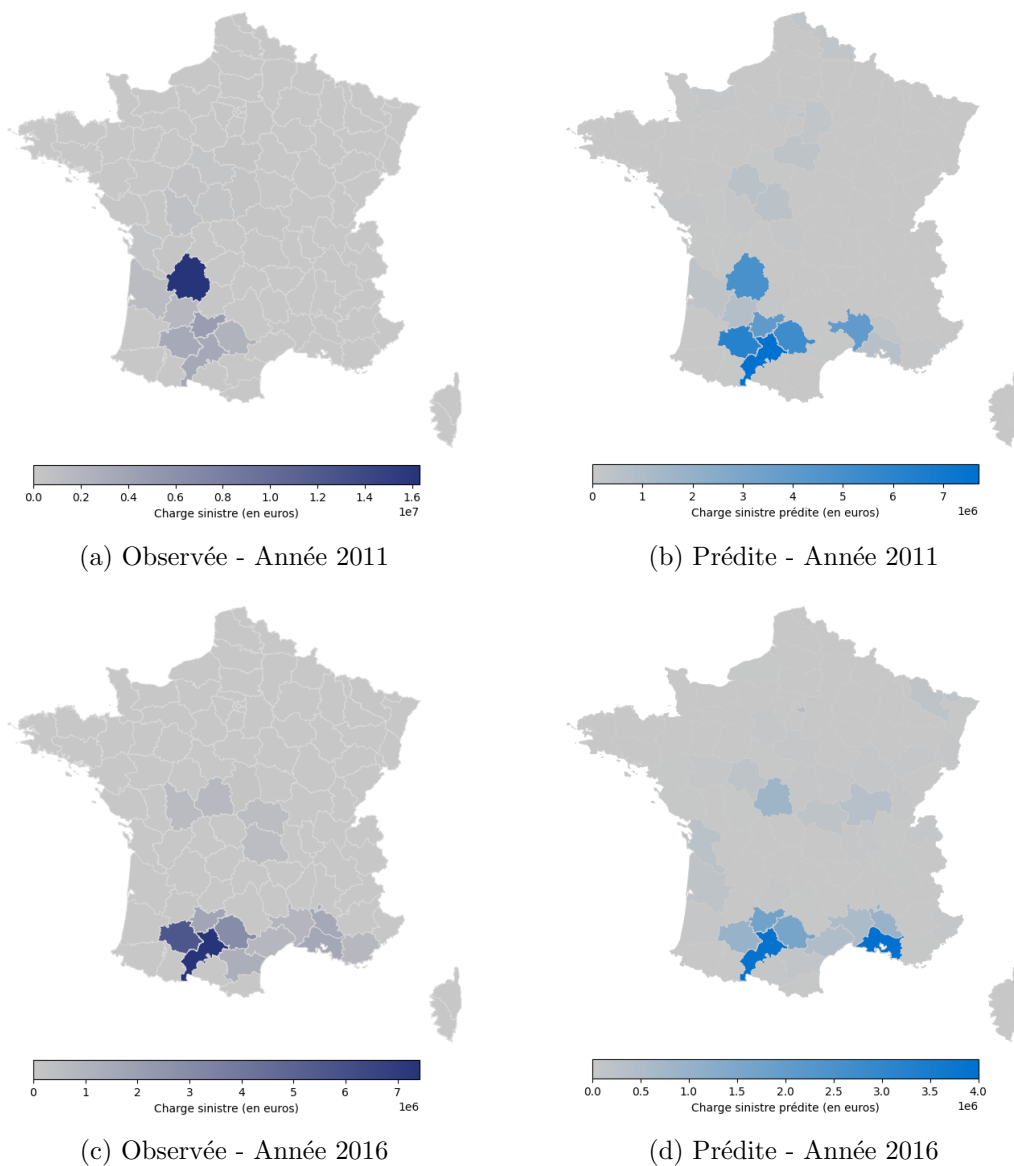 0.0 0.2 0.4 0.6 0.8 1.0 1.2 1.4 1.6
Charge sinistre (en euros) 1e7
(a) Observée - Année 2011
0 1 2 3 4 5 6 7
Charge sinistre prédite (en euros) 1e6
(b) Prédite - Année 2011
0 1 2 3 4 5 6 7
Charge sinistre (en euros) 1e6
(c) Observée - Année 2016
0.0 0.5 1.0 1.5 2.0 2.5 3.0 3.5 4.0
Charge sinistre prédite (en euros) 1e6
(d) Prédite - Année 2016